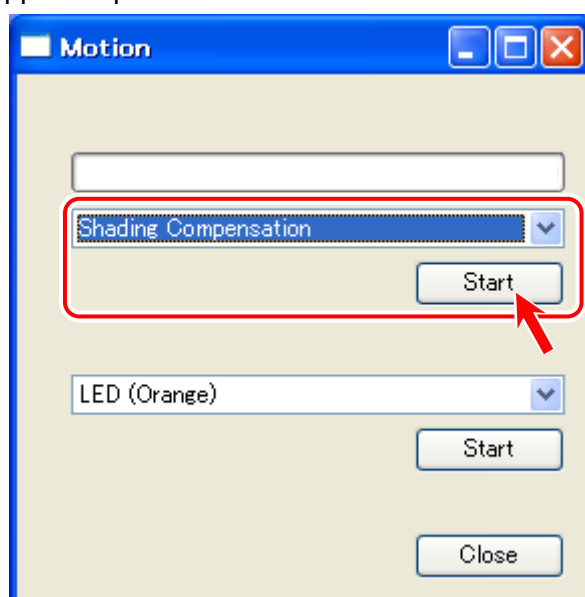 Motion
Shading Compensation
Start
LED (Orange)
Start
Close